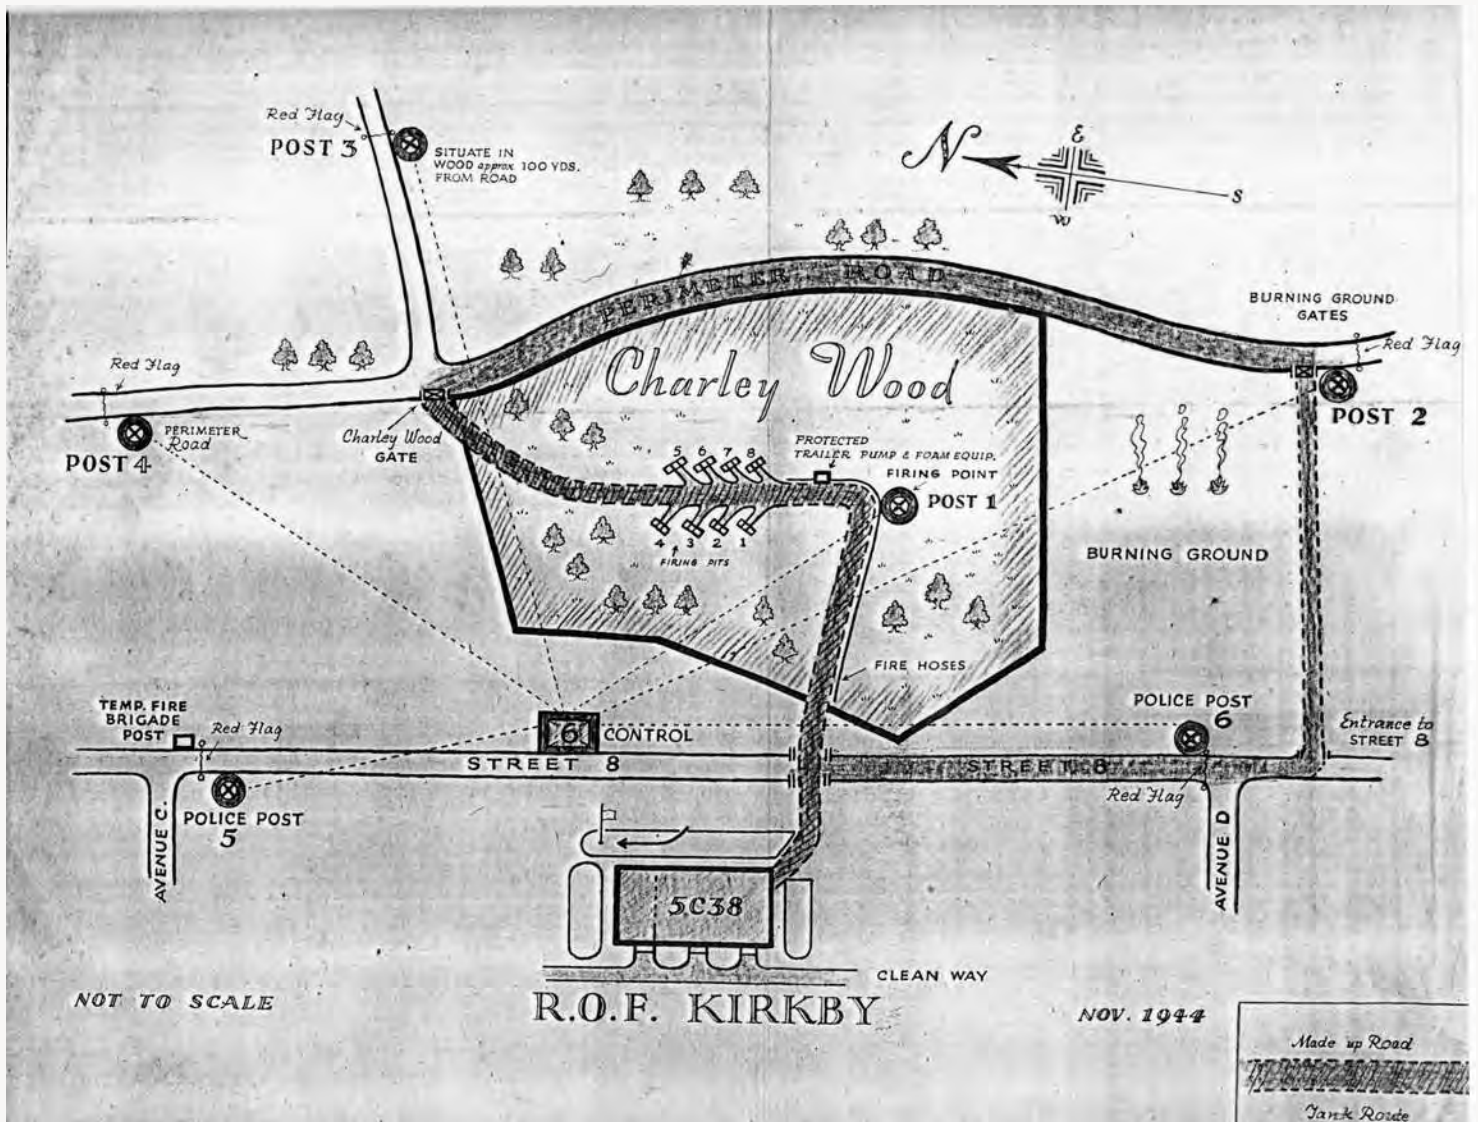 Red Flag
POST 3
SITUATE IN
WOOD approx 100 YDS.
FROM ROAD
N
E
S
W
PERIMETER ROAD
BURNING GROUND
GATES
Red Flag
POST 2
Red Flag
PERIMETER
Road
POST 4
Charley Wood
GATE
Charley Wood
5 6 7 8
4 3 2 1
FIRING PITS
PROTECTED
TRAILER PUMP & FOAM EQUIP.
FIRING POINT
POST 1
BURNING GROUND
FIRE HOSES
TEMP. FIRE
BRIGADE
POST
Red Flag
6
CONTROL
POLICE POST
6
Entrance to
STREET 8
STREET 8
STREET 8
Red Flag
POLICE POST
5
AVENUE C.
AVENUE D
5.C38
CLEAN WAY
NOT TO SCALE
R.O.F. KIRKBY
NOV. 1944
Made up Road
Tank Route